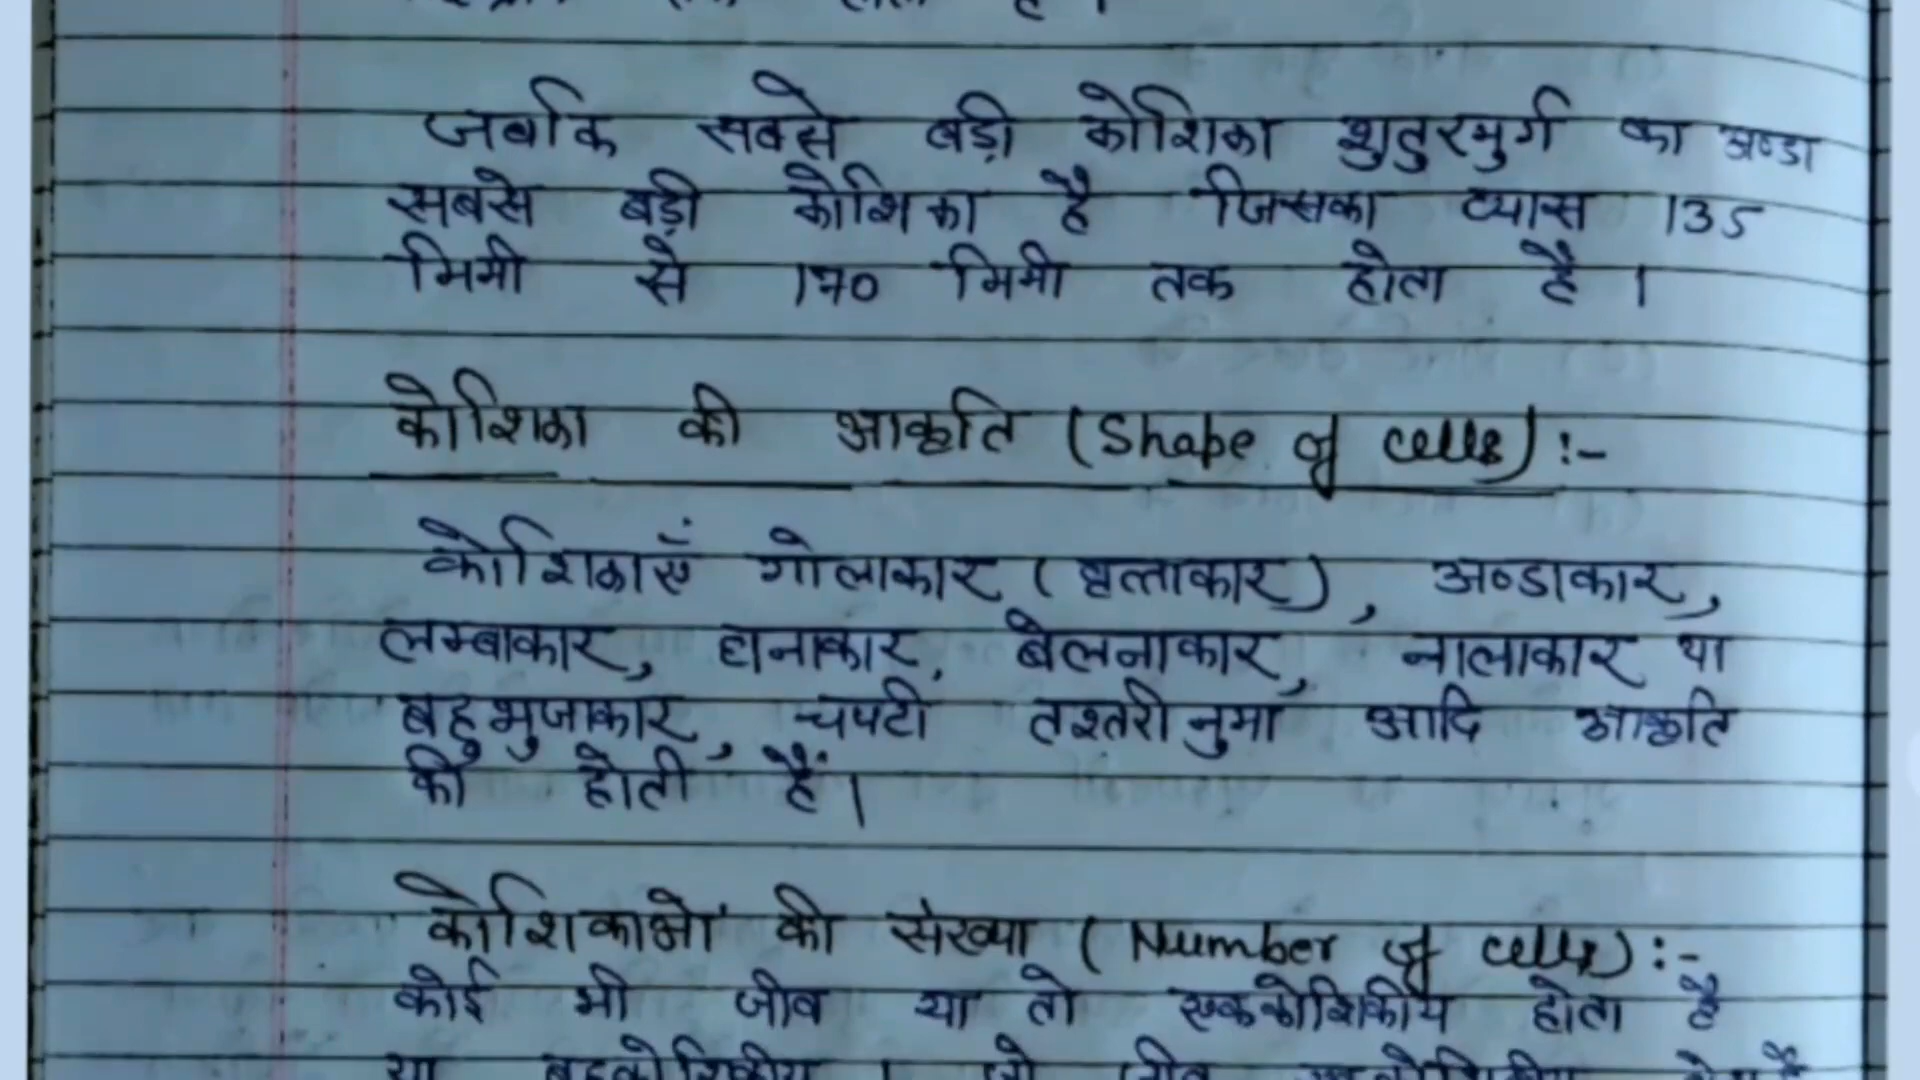 जबकि सबसे बड़ी कोशिका शुतुरमुर्ग का अण्डा
सबसे बड़ी कोशिका है जिसका व्यास 135
मिमी से 170 मिमी तक होता है ।
कोशिका की आकृति (Shape of cells) :-
कोशिकाएँ गोलाकार (वृत्ताकार), अण्डाकार,
लम्बाकार, घनाकार, बेलनाकार, नालाकार या
बहुभुजाकार, चपटी तश्तरीनुमा आदि आकृति
की होती हैं ।
कोशिकाओं की संख्या (Number of cells) :-
कोई भी जीव या तो एककोशिकीय होता है